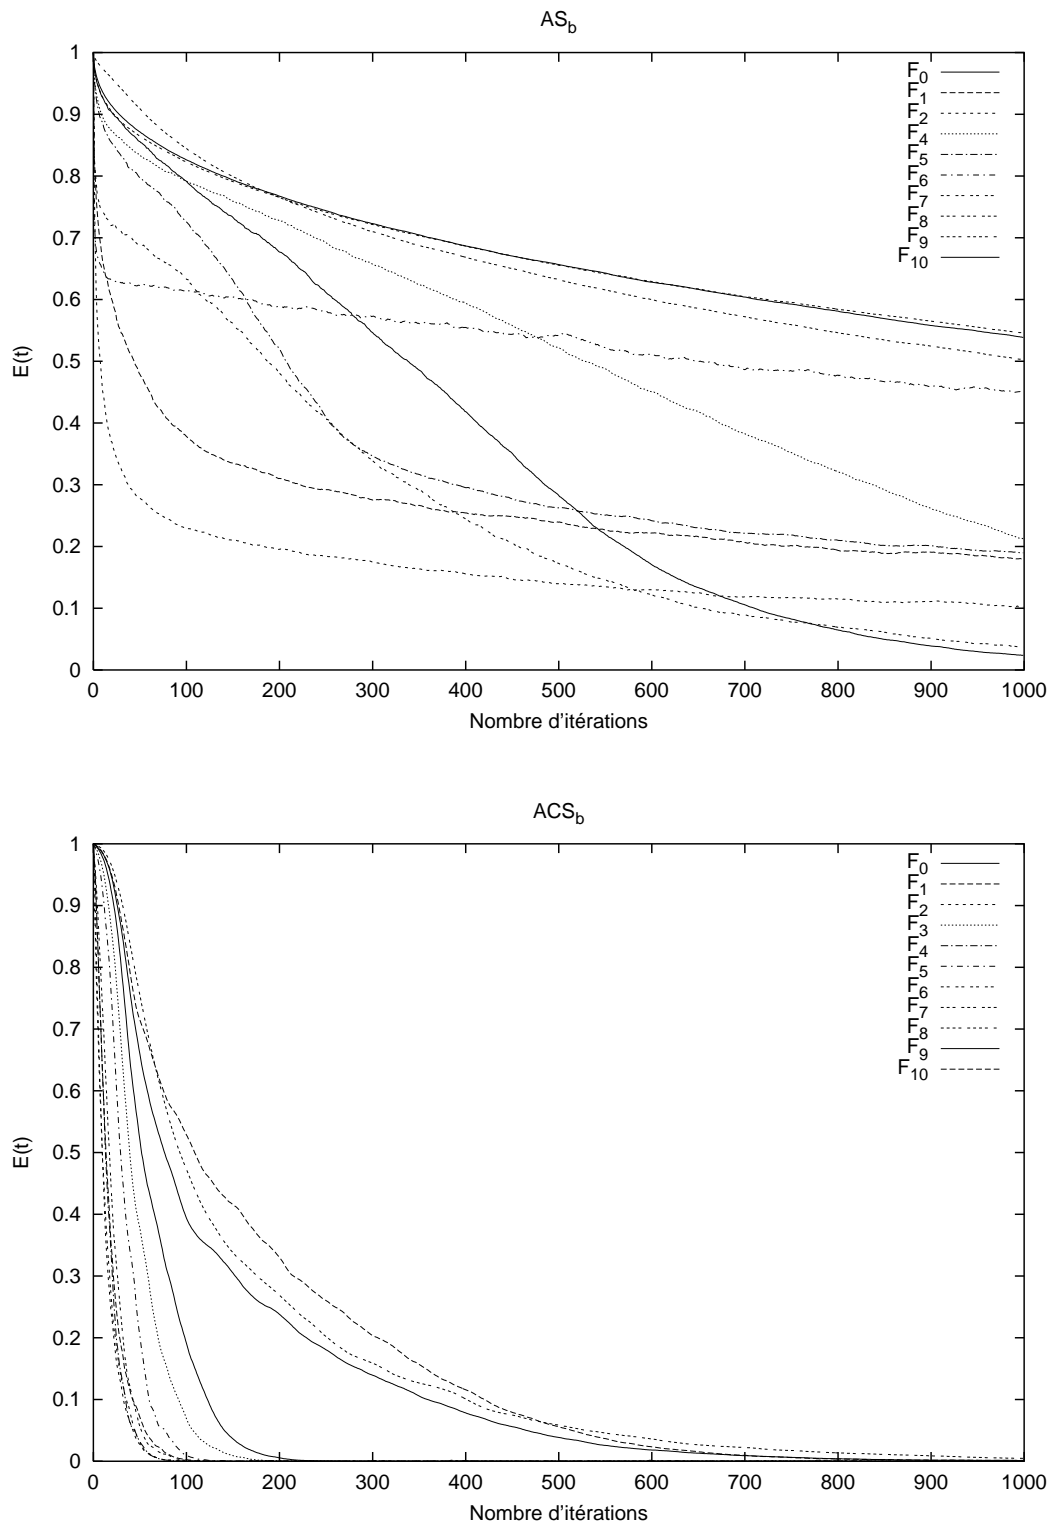 AS_b
1
0.9
0.8
0.7
0.6
0.5
0.4
0.3
0.2
0.1
0
E(t)
0 100 200 300 400 500 600 700 800 900 1000
Nombre d'itérations
F_0
F_1
F_2
F_4
F_5
F_6
F_7
F_8
F_9
F_10
ACS_b
1
0.9
0.8
0.7
0.6
0.5
0.4
0.3
0.2
0.1
0
E(t)
0 100 200 300 400 500 600 700 800 900 1000
Nombre d'itérations
F_0
F_1
F_2
F_3
F_4
F_5
F_6
F_7
F_8
F_9
F_10